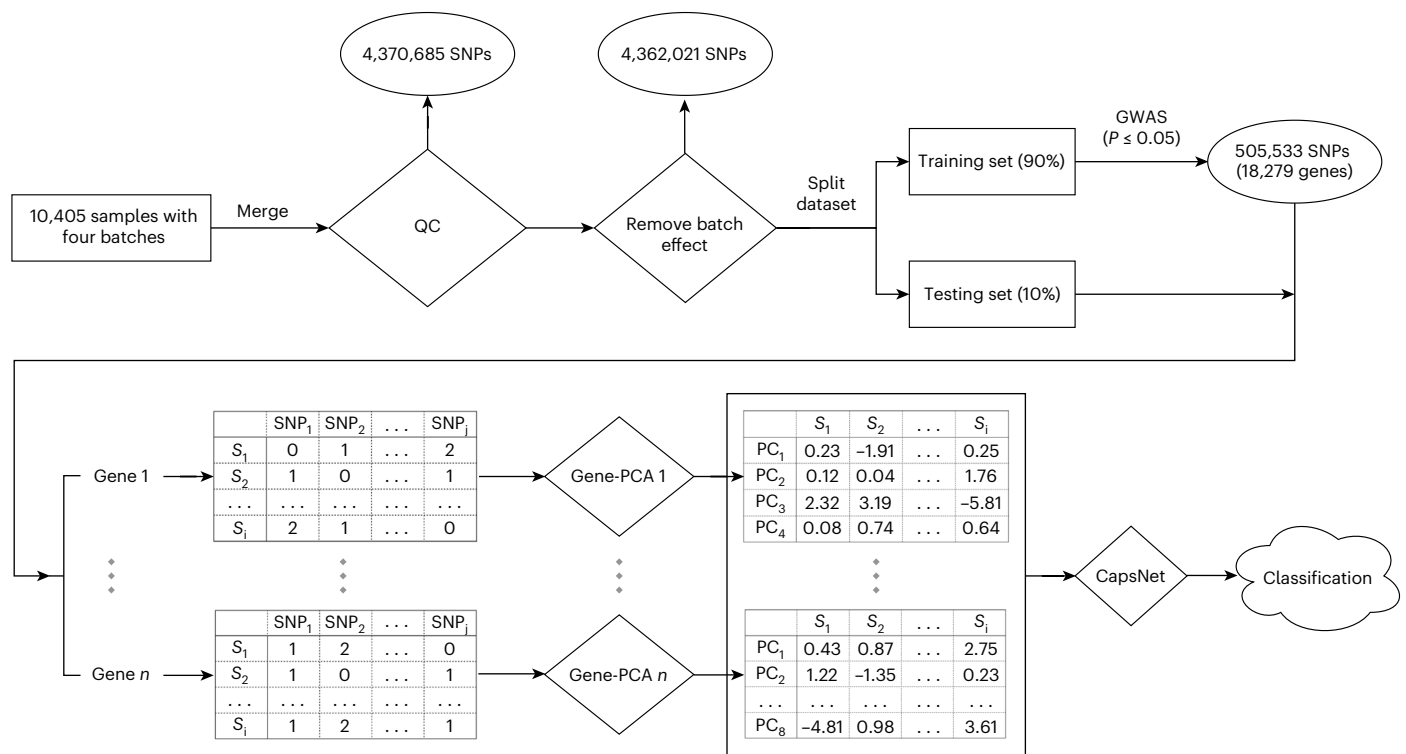 4,370,685 SNPs
4,362,021 SNPs
10,405 samples with
four batches
Merge
QC
Remove batch
effect
Split
dataset
Training set (90%)
Testing set (10%)
GWAS
(P ≤ 0.05)
505,533 SNPs
(18,279 genes)
Gene 1
SNP₁ SNP₂ ... SNPⱼ
S₁ 0 1 2
S₂ 1 0 1
... ... ... ... ...
Sᵢ 2 1 ... 0
Gene-PCA 1
S₁ S₂ ... Sᵢ
PC₁ 0.23 –1.91 ... 0.25
PC₂ 0.12 0.04 ... 1.76
PC₃ 2.32 3.19 ... –5.81
PC₄ 0.08 0.74 ... 0.64
Gene n
SNP₁ SNP₂ ... SNPⱼ
S₁ 1 2 ... 0
S₂ 1 0 ... 1
... ... ... ... ...
Sᵢ 1 2 ... 1
Gene-PCA n
S₁ S₂ ... Sᵢ
PC₁ 0.43 0.87 ... 2.75
PC₂ 1.22 –1.35 ... 0.23
... ... ... ... ...
PC₈ –4.81 0.98 ... 3.61
CapsNet
Classification